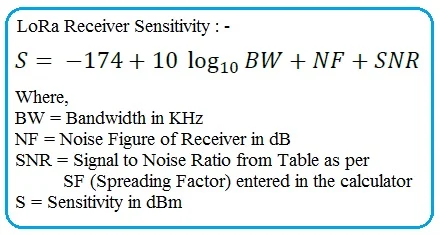 LoRa Receiver Sensitivity : -
S = −174 + 10 log₁₀ BW + NF + SNR
Where,
BW = Bandwidth in KHz
NF = Noise Figure of Receiver in dB
SNR = Signal to Noise Ratio from Table as per
SF (Spreading Factor) entered in the calculator
S = Sensitivity in dBm